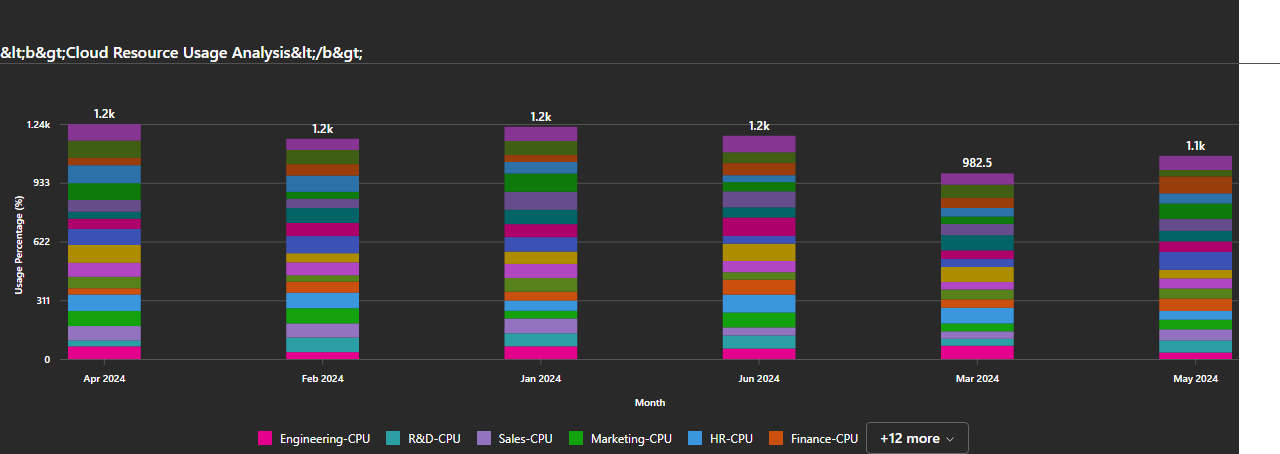 &lt;b&gt;Cloud Resource Usage Analysis&lt;/b&gt;
1.2k
1.2k
1.2k
1.2k
982.5
1.1k
1.24k
933
622
311
0
Usage Percentage (%)
Apr 2024
Feb 2024
Jan 2024
Jun 2024
Mar 2024
May 2024
Month
Engineering-CPU
R&D-CPU
Sales-CPU
Marketing-CPU
HR-CPU
Finance-CPU
+12 more